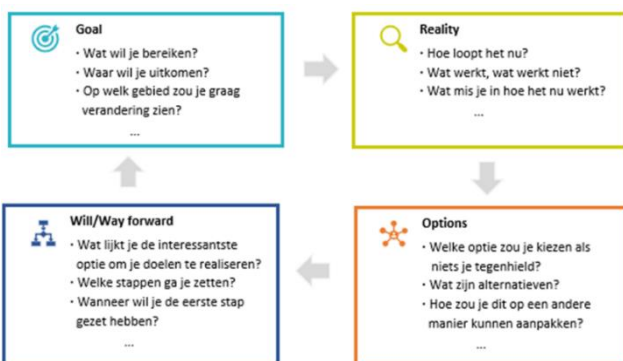 Goal
· Wat wil je bereiken?
· Waar wil je uitkomen?
· Op welk gebied zou je graag
verandering zien?
...
Reality
· Hoe loopt het nu?
· Wat werkt, wat werkt niet?
· Wat mis je in hoe het nu werkt?
...
Will/Way forward
· Wat lijkt je de interessantste
optie om je doelen te realiseren?
· Welke stappen ga je zetten?
· Wanneer wil je de eerste stap
gezet hebben?
...
Options
· Welke optie zou je kiezen als
niets je tegenhield?
· Wat zijn alternatieven?
· Hoe zou je dit op een andere
manier kunnen aanpakken?
...